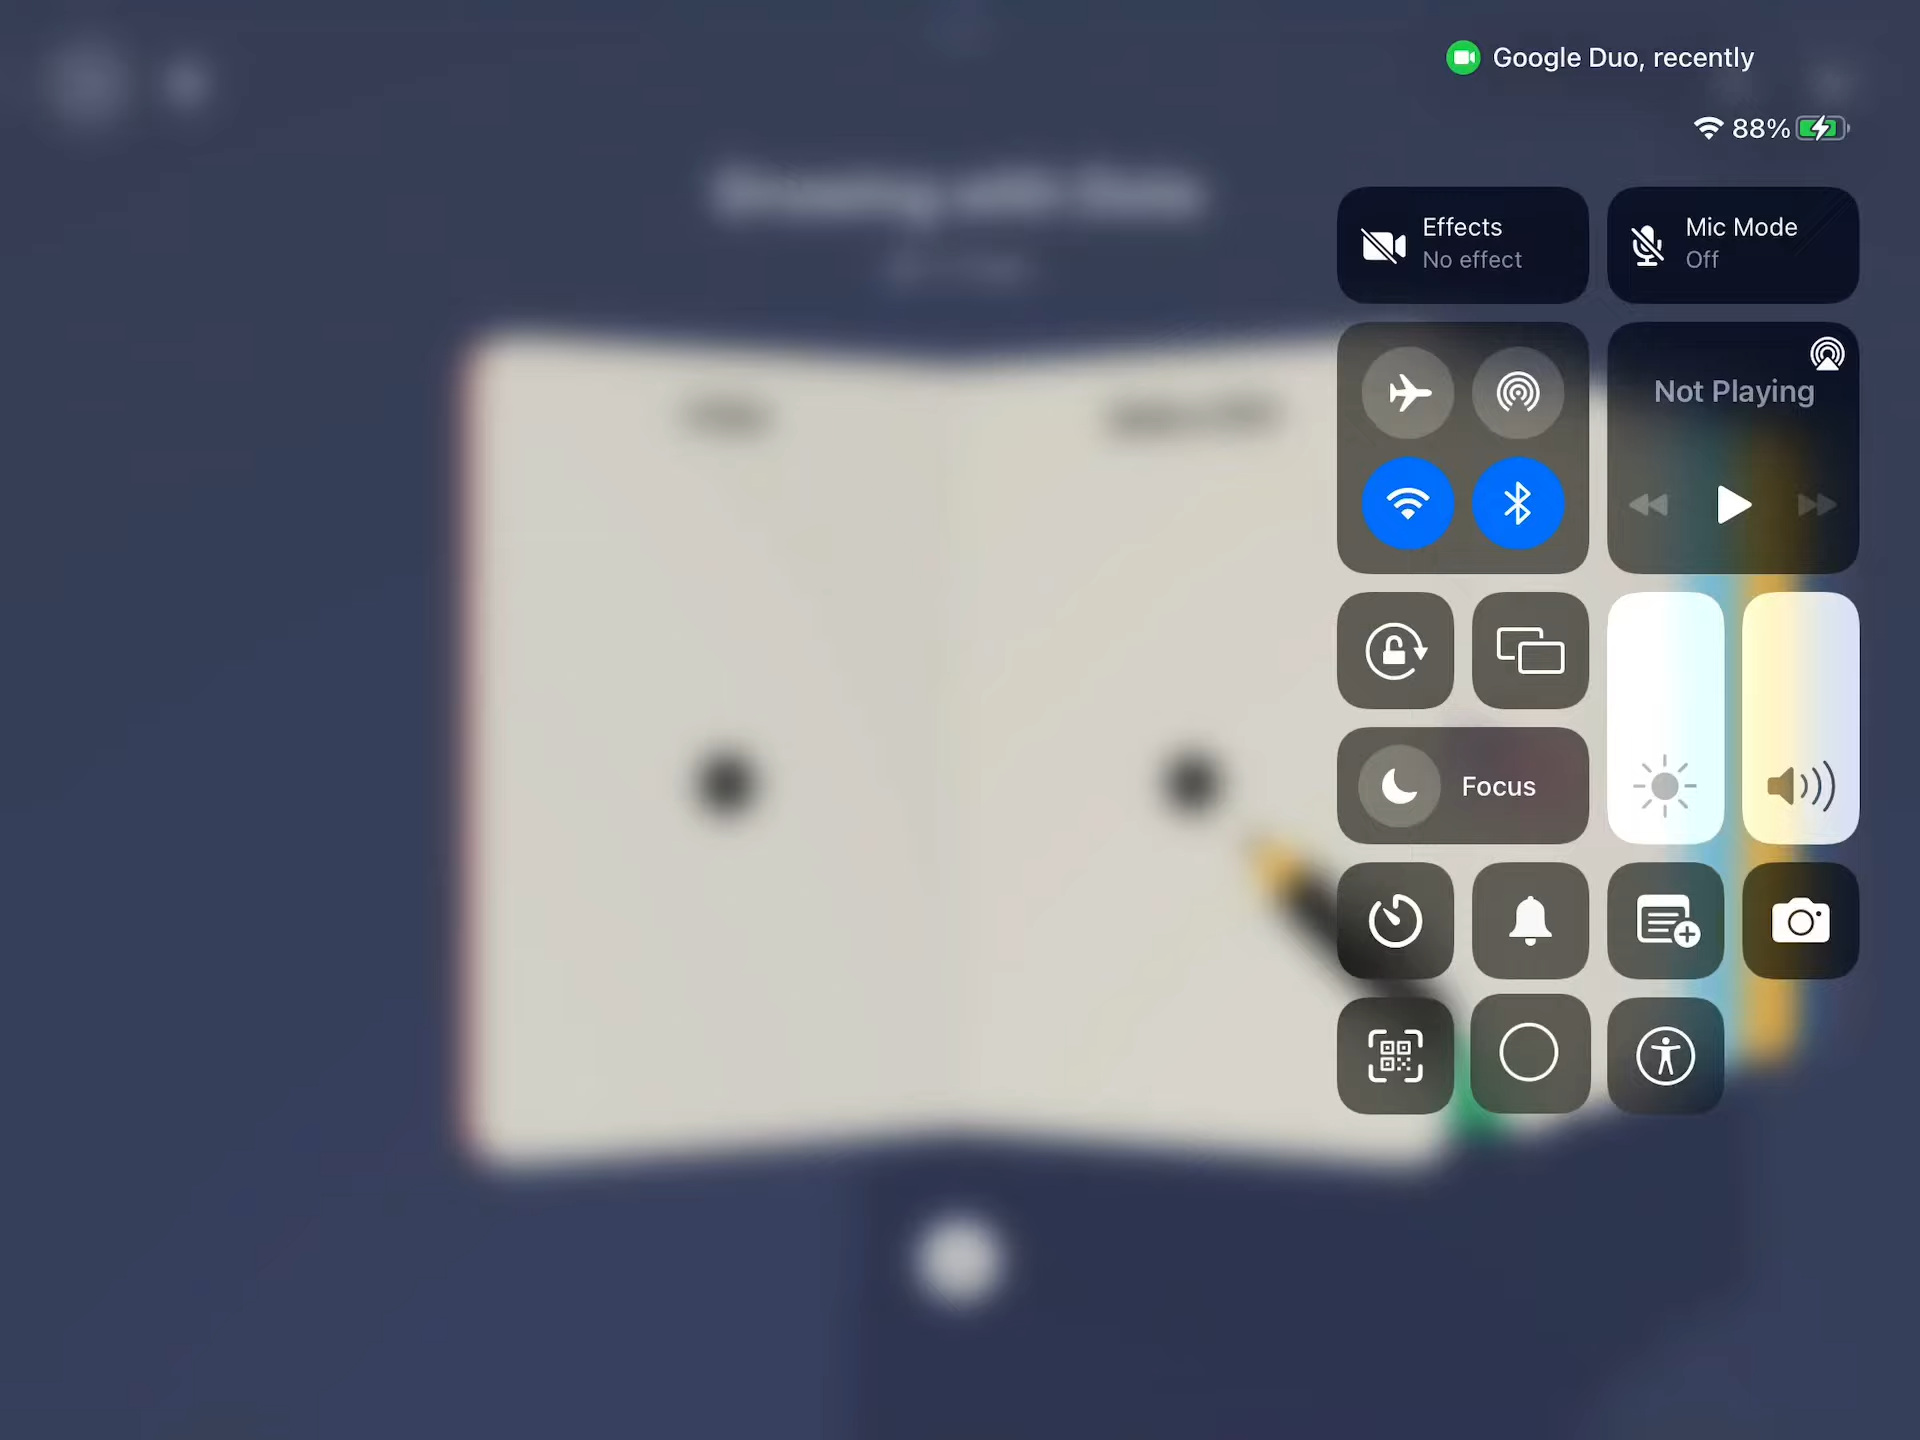 Google Duo, recently
88%
Effects
No effect
Mic Mode
Off
Not Playing
Focus